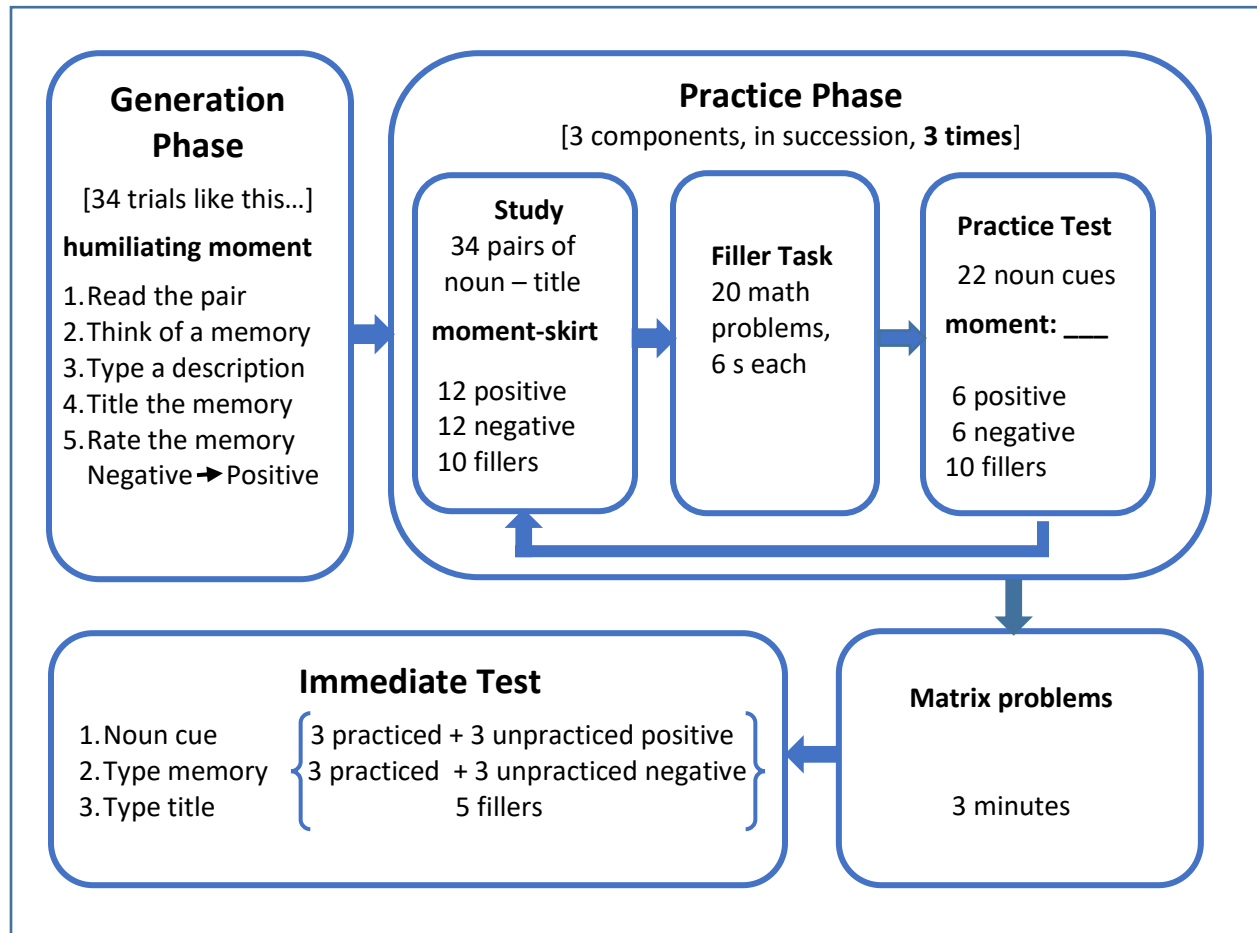 Generation
Phase
[34 trials like this…]
humiliating moment
1.Read the pair
2.Think of a memory
3.Type a description
4.Title the memory
5.Rate the memory
Negative Positive
Practice Phase
[3 components, in succession, 3 times]
Study
34 pairs of
noun – title
moment-skirt
12 positive
12 negative
10 fillers
Filler Task
20 math
problems,
6 s each
Practice Test
22 noun cues
moment: ___
6 positive
6 negative
10 fillers
Matrix problems
3 minutes
Immediate Test
1.Noun cue
2.Type memory
3.Type title
3 practiced + 3 unpracticed positive
3 practiced + 3 unpracticed negative
5 fillers